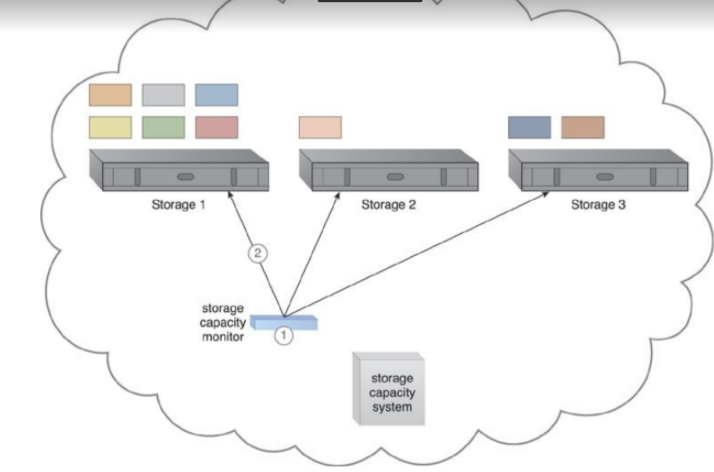 Storage 1
Storage 2
Storage 3
2
storage
capacity
monitor
1
storage
capacity
system